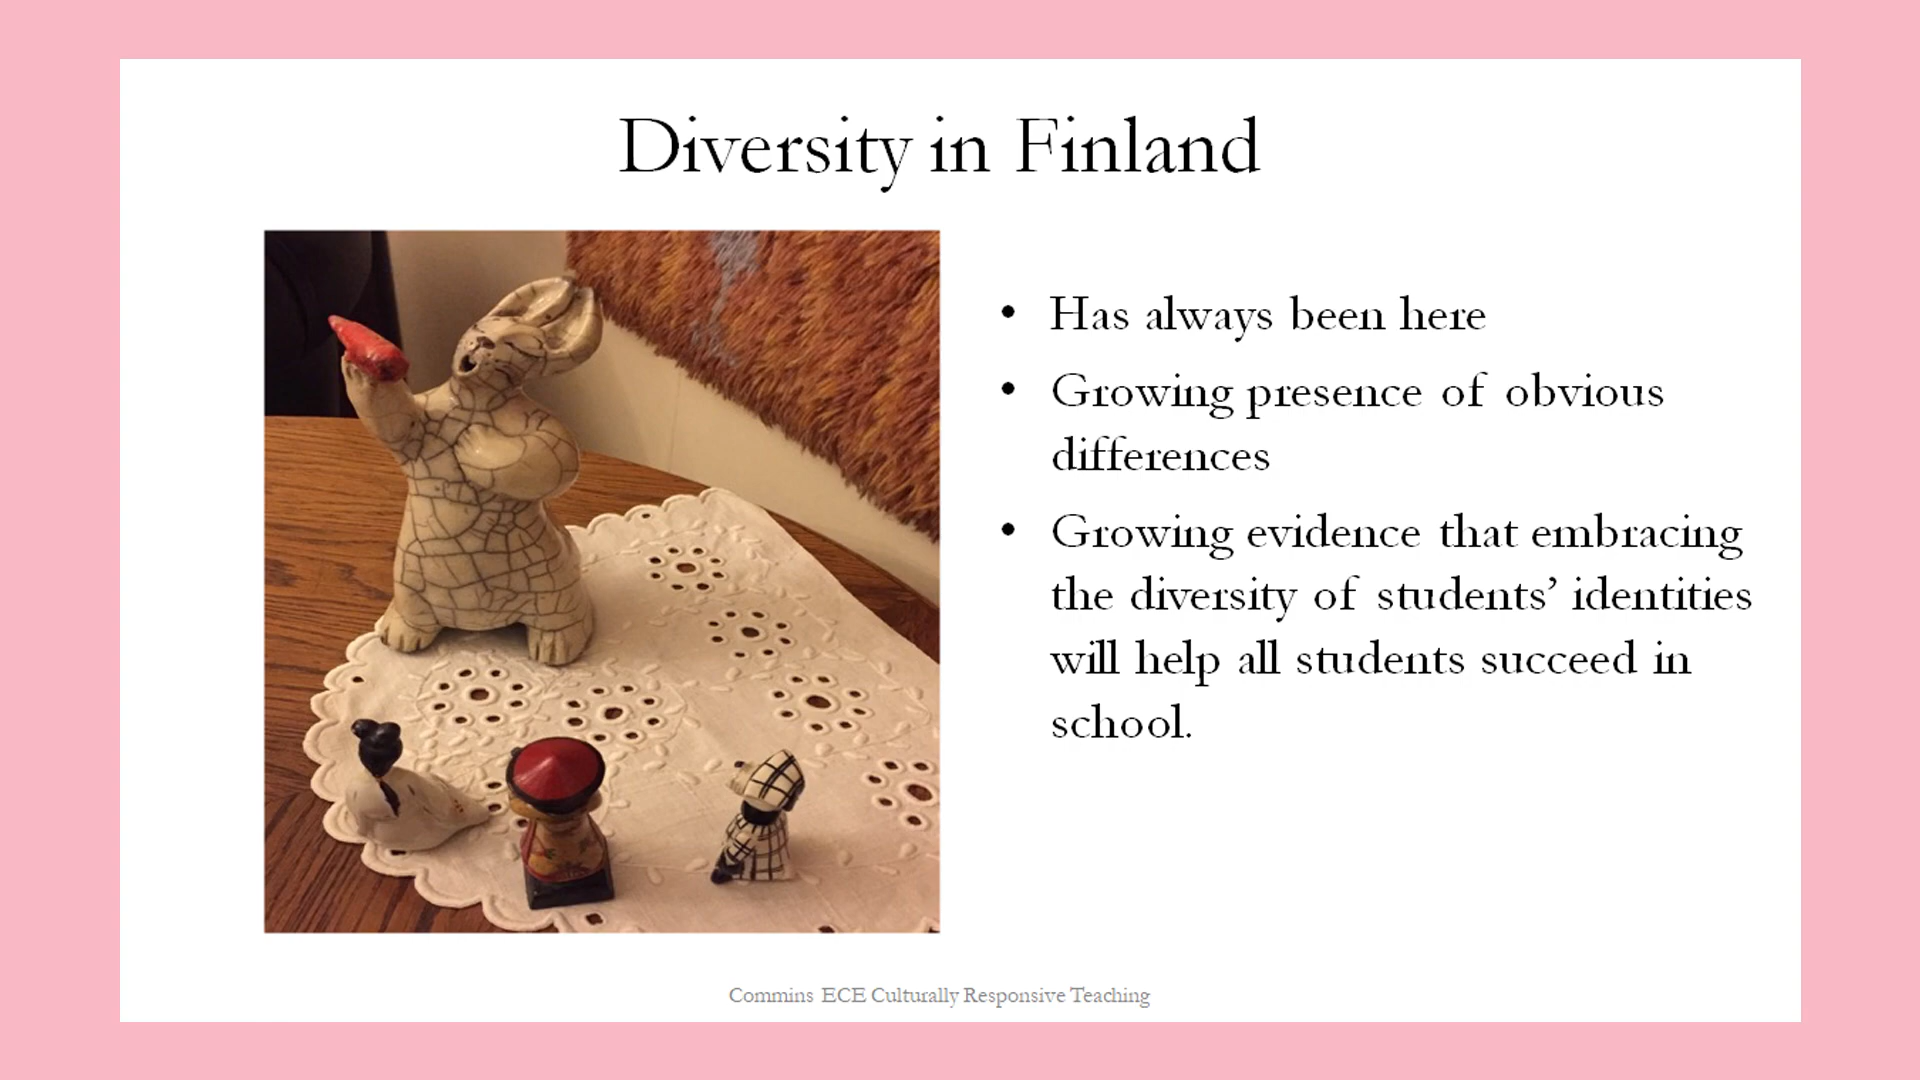 Diversity in Finland
• Has always been here
• Growing presence of obvious
differences
• Growing evidence that embracing
the diversity of students’ identities
will help all students succeed in
school.
Commins ECE Culturally Responsive Teaching